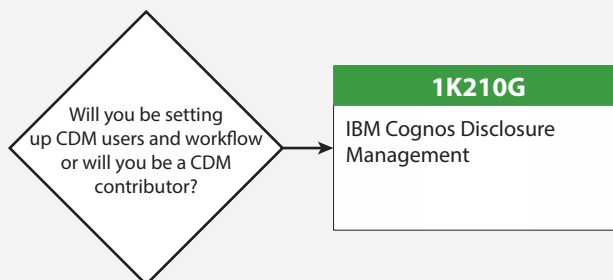 Will you be setting
up CDM users and workflow
or will you be a CDM
contributor?
1K210G
IBM Cognos Disclosure
Management